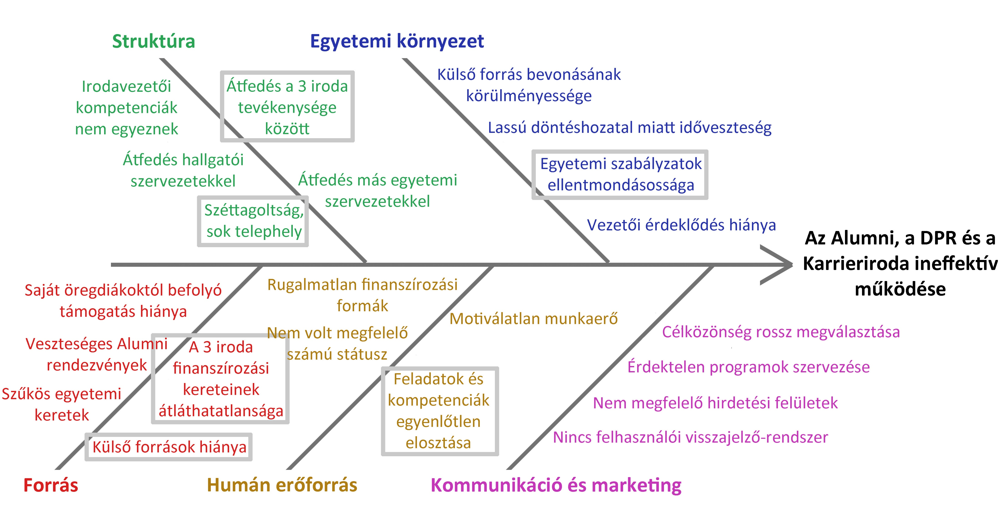 Struktúra
Egyetemi környezet
Irodavezetői
kompetenciák
nem egyeznek
Átfedés a 3 iroda
tevékenysége
között
Átfedés hallgatói
szervezetekkel
Átfedés más egyetemi
szervezetekkel
Széttagoltság,
sok telephely
Külső forrás bevonásának
körülményessége
Lassú döntéshozatal miatt időveszteség
Egyetemi szabályzatok
ellentmondásossága
Vezetői érdeklődés hiánya
Az Alumni, a DPR és a
Karrieriroda ineffektív
működése
Saját öregdiákoktól befolyó
támogatás hiánya
Veszteséges Alumni
rendezvények
Szűkös egyetemi
keretek
A 3 iroda
finanszírozási
kereteinek
átláthatatlansága
Külső források hiánya
Rugalmatlan finanszírozási
formák
Nem volt megfelelő
számú státusz
Motiválatlan munkaerő
Feladatok és
kompetenciák
egyenlőtlen
elosztása
Célközönség rossz megválasztása
Érdektelen programok szervezése
Nem megfelelő hirdetési felületek
Nincs felhasználói visszajelző-rendszer
Forrás
Humán erőforrás
Kommunikáció és marketing